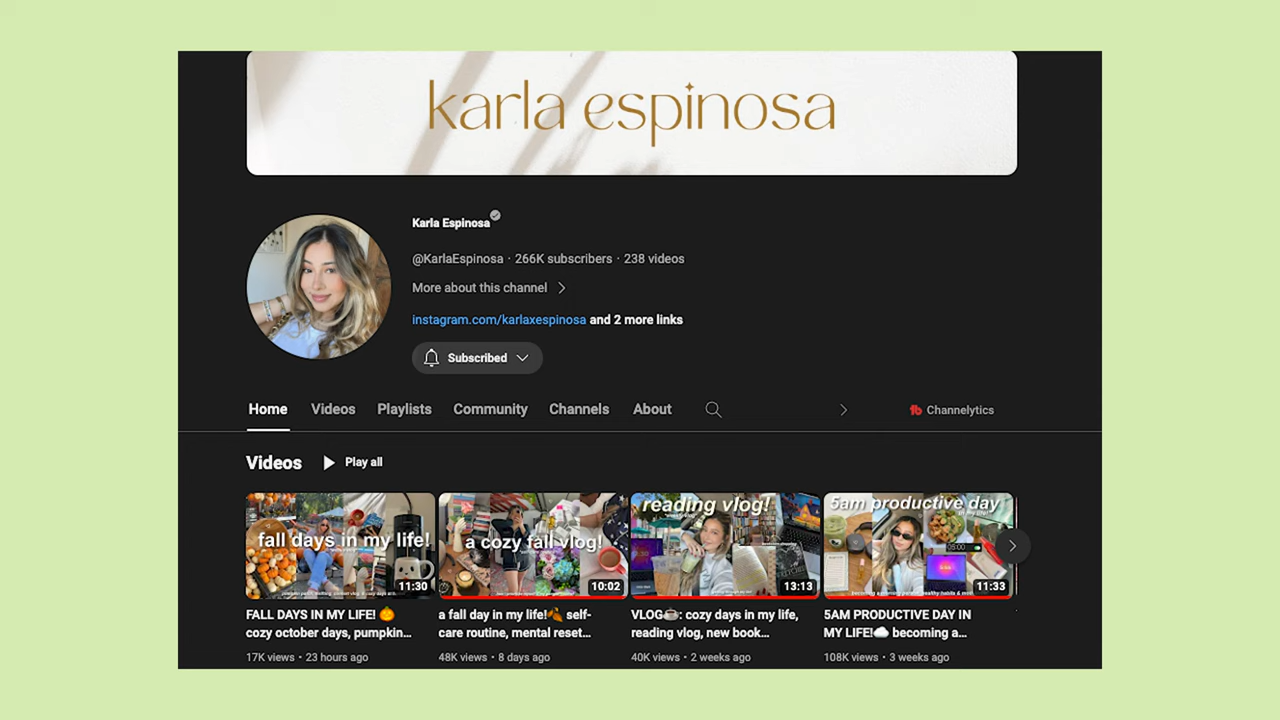 karla espinosa
Karla Espinosa
@KarlaEspinosa · 266K subscribers · 238 videos
More about this channel
instagram.com/karlaxespinosa and 2 more links
Subscribed
Home Videos Playlists Community Channels About
Channelytics
Videos Play all
fall days in my life!
11:30
a cozy fall vlog!
10:02
reading vlog!
13:13
5am productive day
in my life!
05:00
11:33
FALL DAYS IN MY LIFE! 🎃
cozy october days, pumpkin...
17K views • 23 hours ago
a fall day in my life!🍂 self-
care routine, mental reset...
48K views • 8 days ago
VLOG☕: cozy days in my life,
reading vlog, new book...
40K views • 2 weeks ago
5AM PRODUCTIVE DAY IN
MY LIFE!☁️ becoming a...
108K views • 3 weeks ago